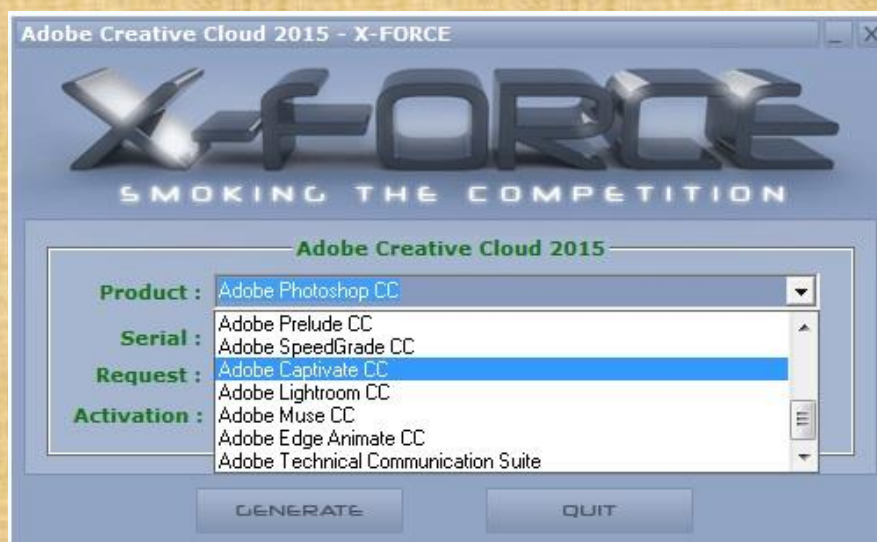 Adobe Creative Cloud 2015 - X-FORCE
X-FORCE
SMOKING THE COMPETITION
Adobe Creative Cloud 2015
Product : Adobe Photoshop CC
Adobe Prelude CC
Serial :
Adobe SpeedGrade CC
Request : Adobe Captivate CC
Adobe Lightroom CC
Activation : Adobe Muse CC
Adobe Edge Animate CC
Adobe Technical Communication Suite
GENERATE QUIT